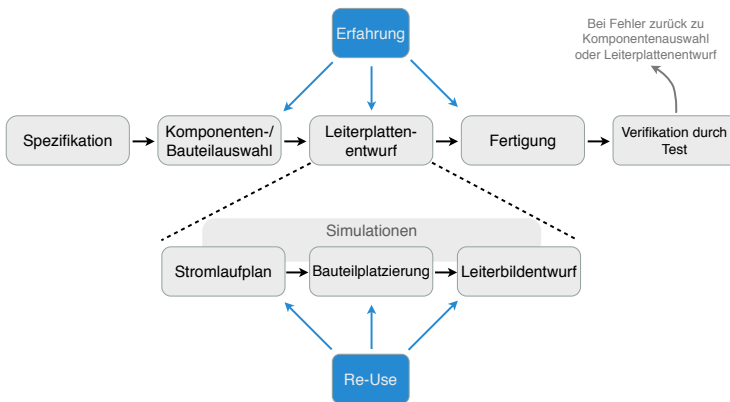 Erfahrung
Bei Fehler zurück zu
Komponentenauswahl
oder Leiterplattenentwurf
Spezifikation
Komponenten-/
Bauteilauswahl
Leiterplatten-
entwurf
Fertigung
Verifikation durch
Test
Simulationen
Stromlaufplan
Bauteilplatzierung
Leiterbildentwurf
Re-Use